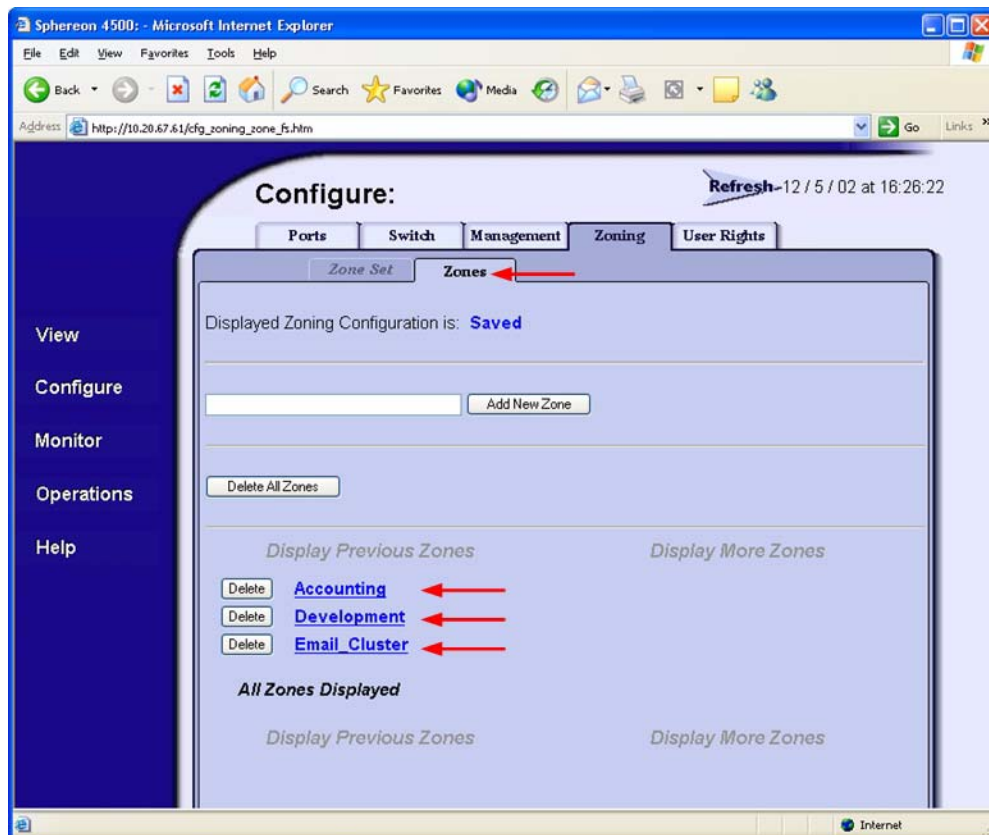 Sphereon 4500: - Microsoft Internet Explorer
File Edit View Favorites Tools Help
Back Search Favorites Media
Address http://10.20.67.61/cfg_zoning_zone_fs.htm Go Links »
Configure:
Refresh-12 / 5 / 02 at 16:26:22
Ports Switch Management Zoning User Rights
Zone Set Zones
Displayed Zoning Configuration is: Saved
View
Configure
Add New Zone
Monitor
Operations
Delete All Zones
Help
Display Previous Zones Display More Zones
Delete Accounting
Delete Development
Delete Email_Cluster
All Zones Displayed
Display Previous Zones Display More Zones
Internet